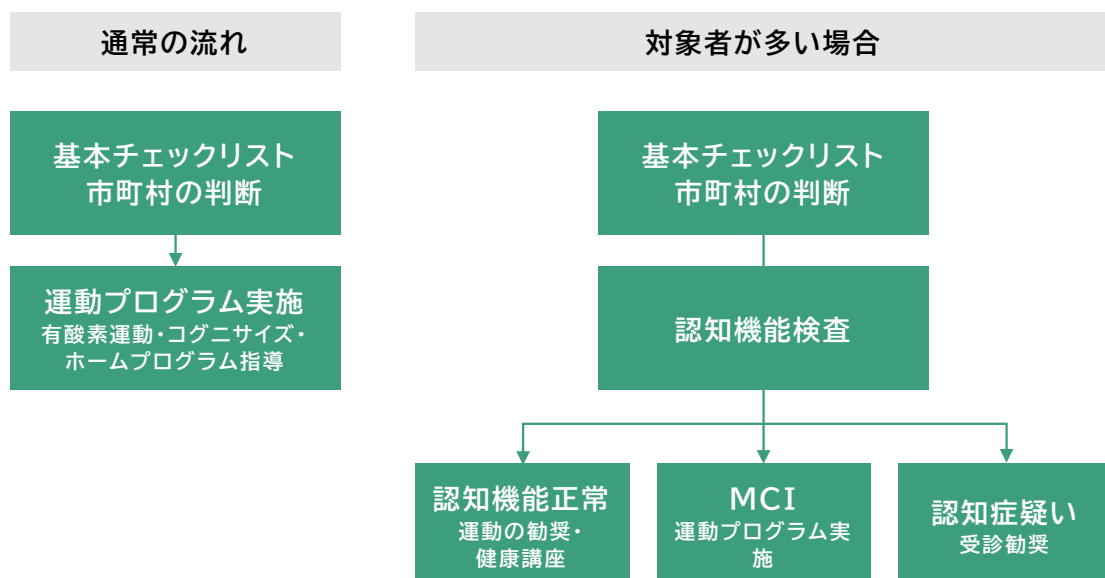 通常の流れ
対象者が多い場合
基本チェックリスト
市町村の判断
運動プログラム実施
有酸素運動・コグニサイズ・
ホームプログラム指導
基本チェックリスト
市町村の判断
認知機能検査
認知機能正常
運動の勧奨・
健康講座
MCI
運動プログラム実
施
認知症疑い
受診勧奨